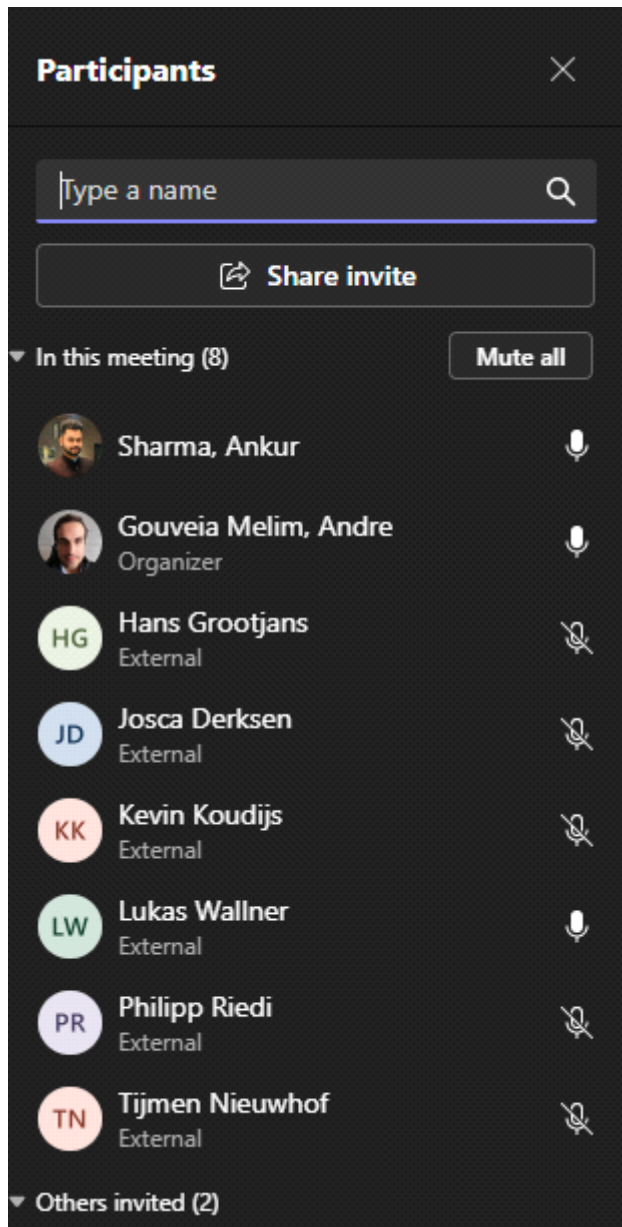 Participants
Type a name
Share invite
In this meeting (8) Mute all
Sharma, Ankur
Gouveia Melim, Andre
Organizer
HG Hans Grootjans
External
JD Josca Derksen
External
KK Kevin Koudijs
External
LW Lukas Wallner
External
PR Philipp Riedi
External
TN Tijmen Nieuwhof
External
Others invited (2)